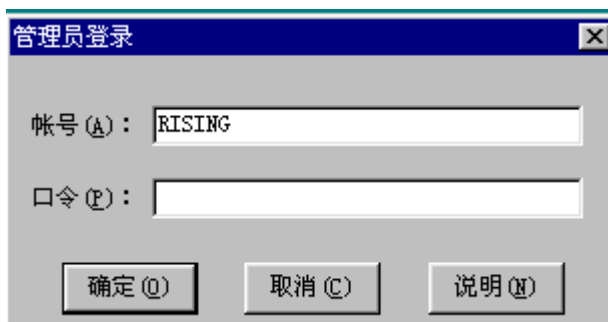 管理员登录
帐号(A)： RISING
口令(P)：
确定(O) 取消(C) 说明(N)